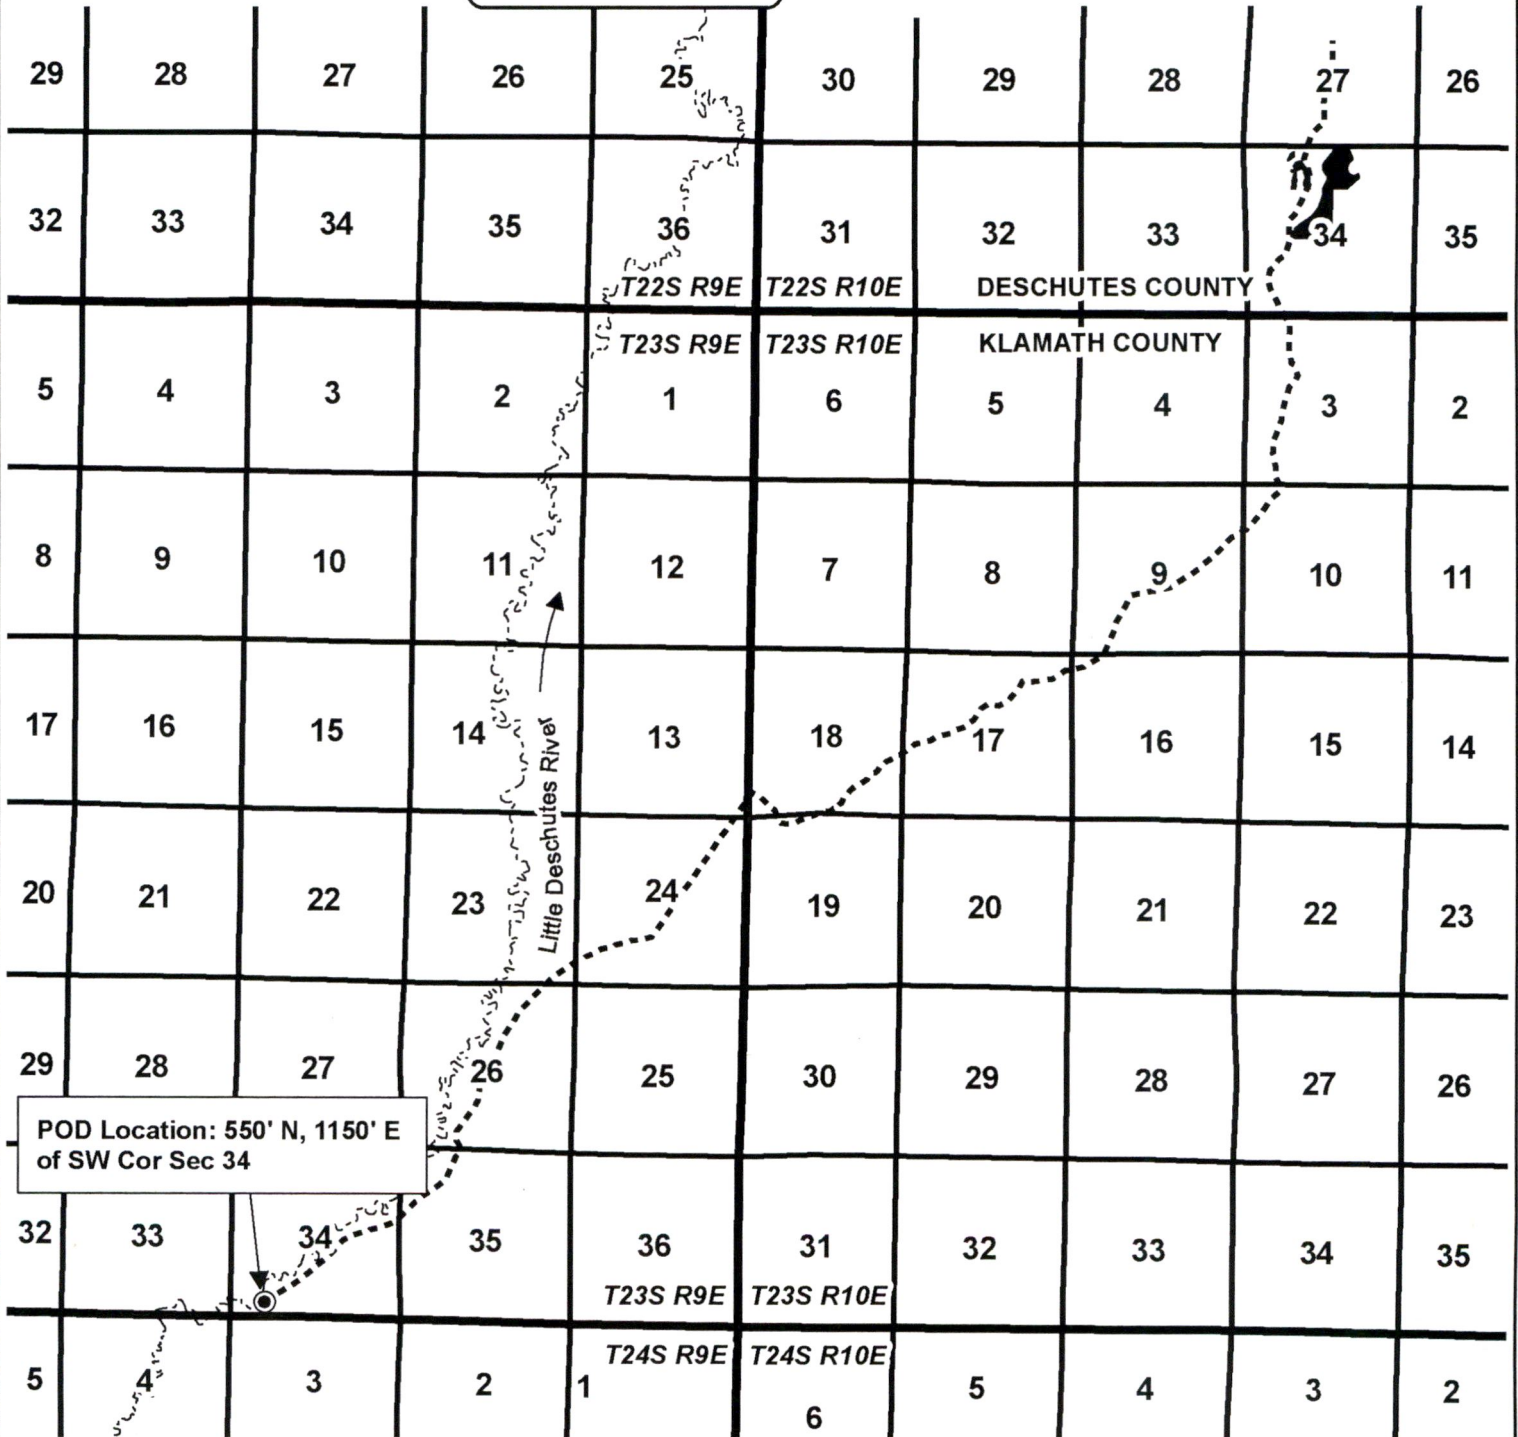 29 28 27 26 25 30 29 28 27 26
32 33 34 35 36 31 32 33 34 35
T22S R9E T22S R10E DESCHUTES COUNTY
T23S R9E T23S R10E KLAMATH COUNTY
5 4 3 2 1 6 5 4 3 2
8 9 10 11 12 7 8 9 10 11
17 16 15 14 13 18 17 16 15 14
Little Deschutes River
20 21 22 23 24 19 20 21 22 23
29 28 27 26 25 30 29 28 27 26
POD Location: 550' N, 1150' E
of SW Cor Sec 34
32 33 34 35 36 31 32 33 34 35
T23S R9E T23S R10E
T24S R9E T24S R10E
5 4 3 2 1 6 5 4 3 2